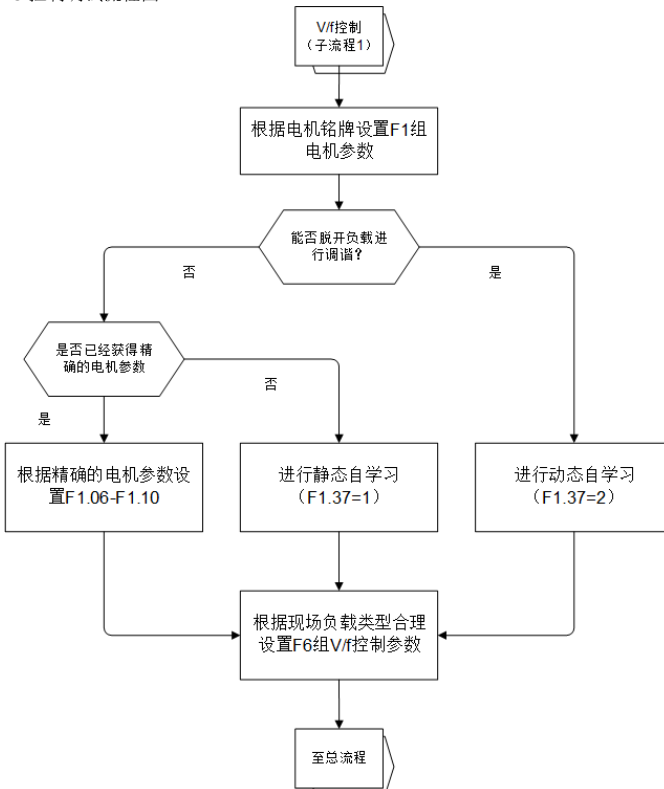 V/f控制
（子流程1）
根据电机铭牌设置F1组
电机参数
能否脱开负载进
行调谐？
否
是
是否已经获得精
确的电机参数
否
是
根据精确的电机参数设
置F1.06-F1.10
进行静态自学习
（F1.37=1）
进行动态自学习
（F1.37=2）
根据现场负载类型合理
设置F6组V/f控制参数
至总流程